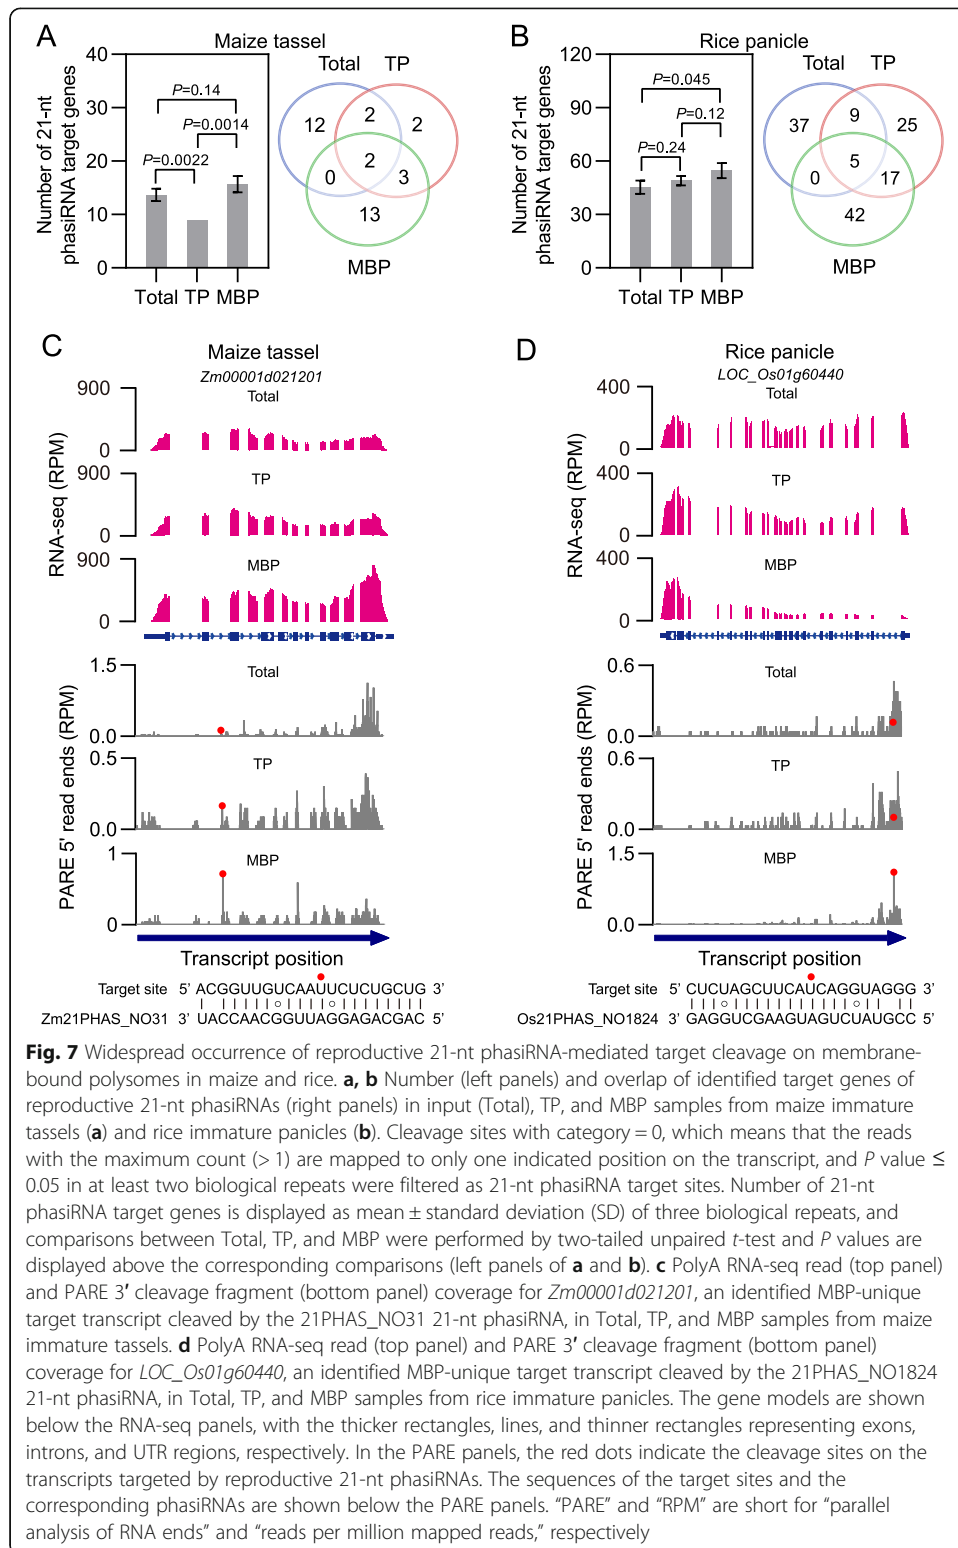 A
Maize tassel
Number of 21-nt
phasiRNA target genes
40
30
20
10
0
P=0.14
P=0.0014
P=0.0022
Total TP MBP
Total TP
12 2 2
2
0 3
13
MBP
B
Rice panicle
Number of 21-nt
phasiRNA target genes
120
90
60
30
0
P=0.045
P=0.12
P=0.24
Total TP MBP
Total TP
37 9 25
5
0 17
42
MBP
C
Maize tassel
Zm00001d021201
RNA-seq (RPM)
Total
900
0
TP
900
0
MBP
900
0
PARE 5' read ends (RPM)
Total
1.5
0.0
TP
0.5
0.0
MBP
1
0
Transcript position
Target site 5' ACGGUUGUCAAUUCUCUGCUG 3'
Zm21PHAS_NO31 3' UACCAACGGUUAGGAGACGAC 5'
D
Rice panicle
LOC_Os01g60440
RNA-seq (RPM)
Total
400
0
TP
400
0
MBP
400
0
PARE 5' read ends (RPM)
Total
0.6
0.0
TP
0.6
0.0
MBP
1.5
0.0
Transcript position
Target site 5' CUCUAGCUUCAUCAGGUAGGG 3'
Os21PHAS_NO1824 3' GAGGUCGAAGUAGUCUAUGCC 5'
Fig. 7 Widespread occurrence of reproductive 21-nt phasiRNA-mediated target cleavage on membrane-
bound polysomes in maize and rice. a, b Number (left panels) and overlap of identified target genes of
reproductive 21-nt phasiRNAs (right panels) in input (Total), TP, and MBP samples from maize immature
tassels (a) and rice immature panicles (b). Cleavage sites with category = 0, which means that the reads
with the maximum count (> 1) are mapped to only one indicated position on the transcript, and P value ≤
0.05 in at least two biological repeats were filtered as 21-nt phasiRNA target sites. Number of 21-nt
phasiRNA target genes is displayed as mean ± standard deviation (SD) of three biological repeats, and
comparisons between Total, TP, and MBP were performed by two-tailed unpaired t-test and P values are
displayed above the corresponding comparisons (left panels of a and b). c PolyA RNA-seq read (top panel)
and PARE 3′ cleavage fragment (bottom panel) coverage for Zm00001d021201, an identified MBP-unique
target transcript cleaved by the 21PHAS_NO31 21-nt phasiRNA, in Total, TP, and MBP samples from maize
immature tassels. d PolyA RNA-seq read (top panel) and PARE 3′ cleavage fragment (bottom panel)
coverage for LOC_Os01g60440, an identified MBP-unique target transcript cleaved by the 21PHAS_NO1824
21-nt phasiRNA, in Total, TP, and MBP samples from rice immature panicles. The gene models are shown
below the RNA-seq panels, with the thicker rectangles, lines, and thinner rectangles representing exons,
introns, and UTR regions, respectively. In the PARE panels, the red dots indicate the cleavage sites on the
transcripts targeted by reproductive 21-nt phasiRNAs. The sequences of the target sites and the
corresponding phasiRNAs are shown below the PARE panels. “PARE” and “RPM” are short for “parallel
analysis of RNA ends” and “reads per million mapped reads,” respectively